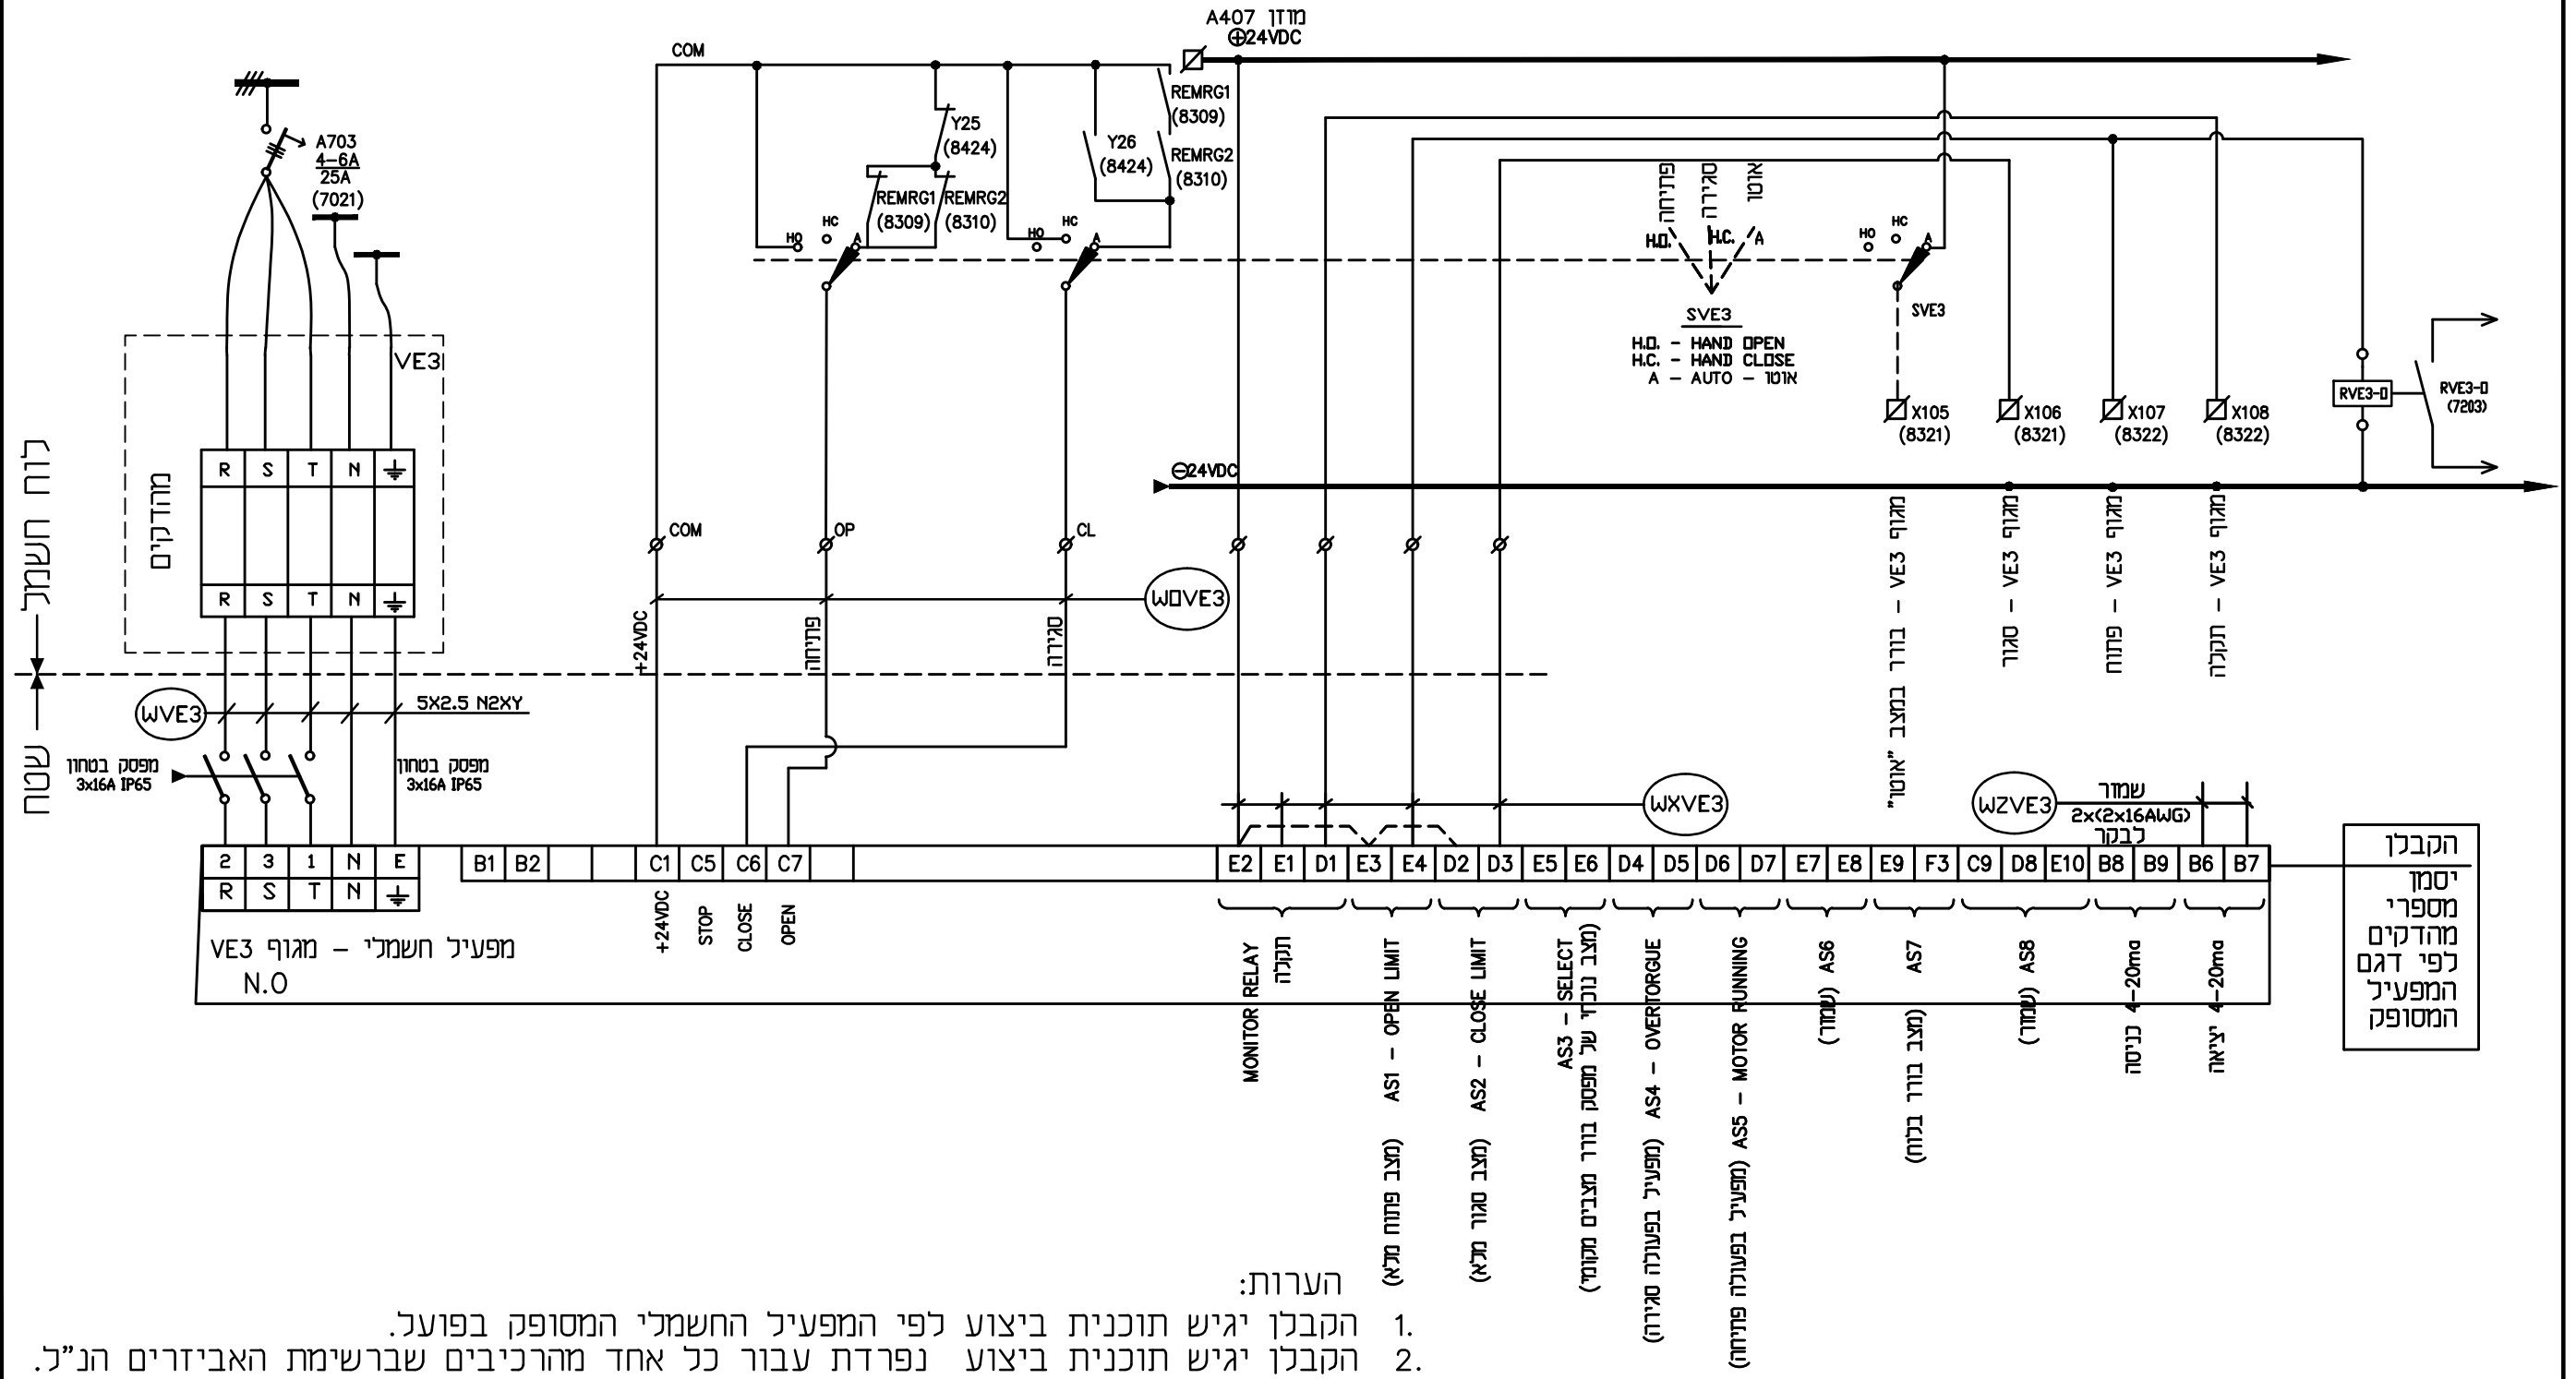 מוזן A407
⊕24VDC
COM
A703
4-6A
25A
(7021)
REMRG1
(8309)
Y25
(8424)
Y26
(8424)
REMRG2
(8310)
REMRG1
(8309)
REMRG2
(8310)
HO
HC
A
HO
HC
A
פתיחה
סגירה
אוטו
H.O.
H.C.
A
SVE3
H.O. - HAND OPEN
H.C. - HAND CLOSE
A - AUTO - אוטו
HO
HC
A
SVE3
X105
(8321)
X106
(8321)
X107
(8322)
X108
(8322)
RVE3-O
RVE3-O
(7203)
VE3
לוח חשמל
שטח
מהדקים
R S T N
R S T N
⊖24VDC
COM
OP
CL
WOVE3
+24VDC
פתיחה
סגירה
מגוף VE3 - בורר במצב "אוטו"
מגוף VE3 - סגור
מגוף VE3 - פתוח
מגוף VE3 - תקלה
WVE3
5X2.5 N2XY
מפסק בטחון
3x16A IP65
מפסק בטחון
3x16A IP65
WXVE3
WZVE3
שמור
2x(2x16AWG)
לבקר
2 3 1 N E
R S T N
B1 B2
C1 C5 C6 C7
E2 E1 D1 E3 E4 D2 D3 E5 E6 D4 D5 D6 D7 E7 E8 E9 F3 C9 D8 E10 B8 B9 B6 B7
+24VDC
STOP
CLOSE
OPEN
מפעיל חשמלי - מגוף VE3
N.O
MONITOR RELAY
תקלה
AS1 - OPEN LIMIT
(מצב פתוח מלא)
AS2 - CLOSE LIMIT
(מצב סגור מלא)
AS3 - SELECT
(מצב נוכחי של מפסק בורר מצבים מקומי)
AS4 - OVERTORGUE
(מפעיל בפעולה סגירה)
AS5 - MOTOR RUNNING
(מפעיל בפעולה פתיחה)
AS6
(שמור)
AS7
(מצב בורר בלוח)
AS8
(שמור)
כניסה 4-20ma
יציאה 4-20ma
הקבלן
יסמן
מספרי
מהדקים
לפי דגם
המפעיל
המסופק
הערות:
1. הקבלן יגיש תוכנית ביצוע לפי המפעיל החשמלי המסופק בפועל.
2. הקבלן יגיש תוכנית ביצוע נפרדת עבור כל אחד מהרכיבים שברשימת האביזרים הנ"ל.